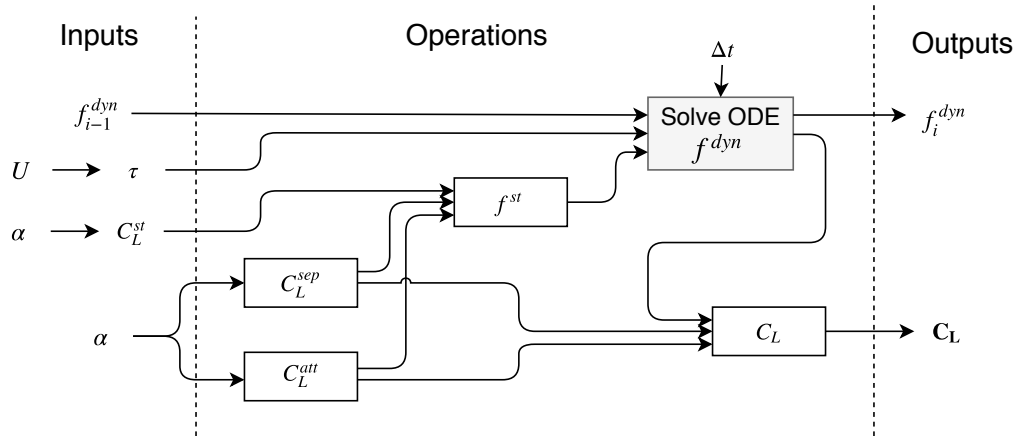 Inputs
Operations
Outputs
Δt
f_{i−1}^{dyn}
Solve ODE
f^{dyn}
f_i^{dyn}
U
τ
f^{st}
α
C_L^{st}
C_L^{sep}
α
C_L
C_L
C_L^{att}